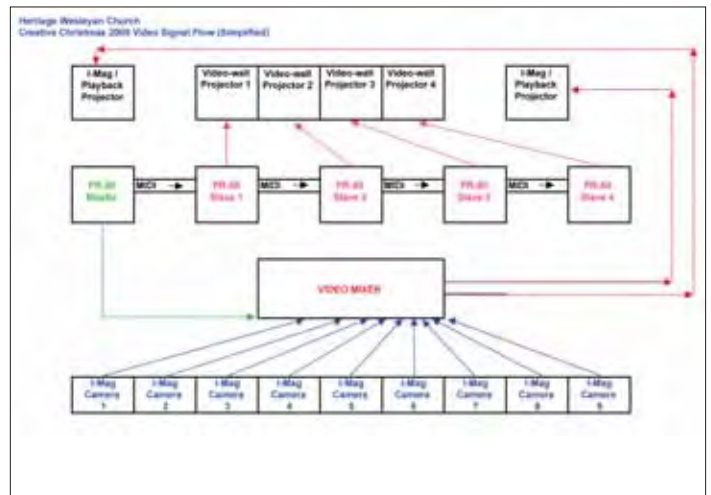 Heritage Wesleyan Church
Creative Christmas 2009 Video Signal Flow (Simplified)
I-Mag /
Playback
Projector
Video-wall
Projector 1
Video-wall
Projector 2
Video-wall
Projector 3
Video-wall
Projector 4
I-Mag /
Playback
Projector
Master
MIDI
Slave 1
MIDI
Slave 2
MIDI
Slave 3
MIDI
Slave 4
VIDEO MIXER
I-Mag
Camera
1
I-Mag
Camera
2
I-Mag
Camera
3
I-Mag
Camera
4
I-Mag
Camera
5
I-Mag
Camera
6
I-Mag
Camera
7
I-Mag
Camera
8
I-Mag
Camera
9